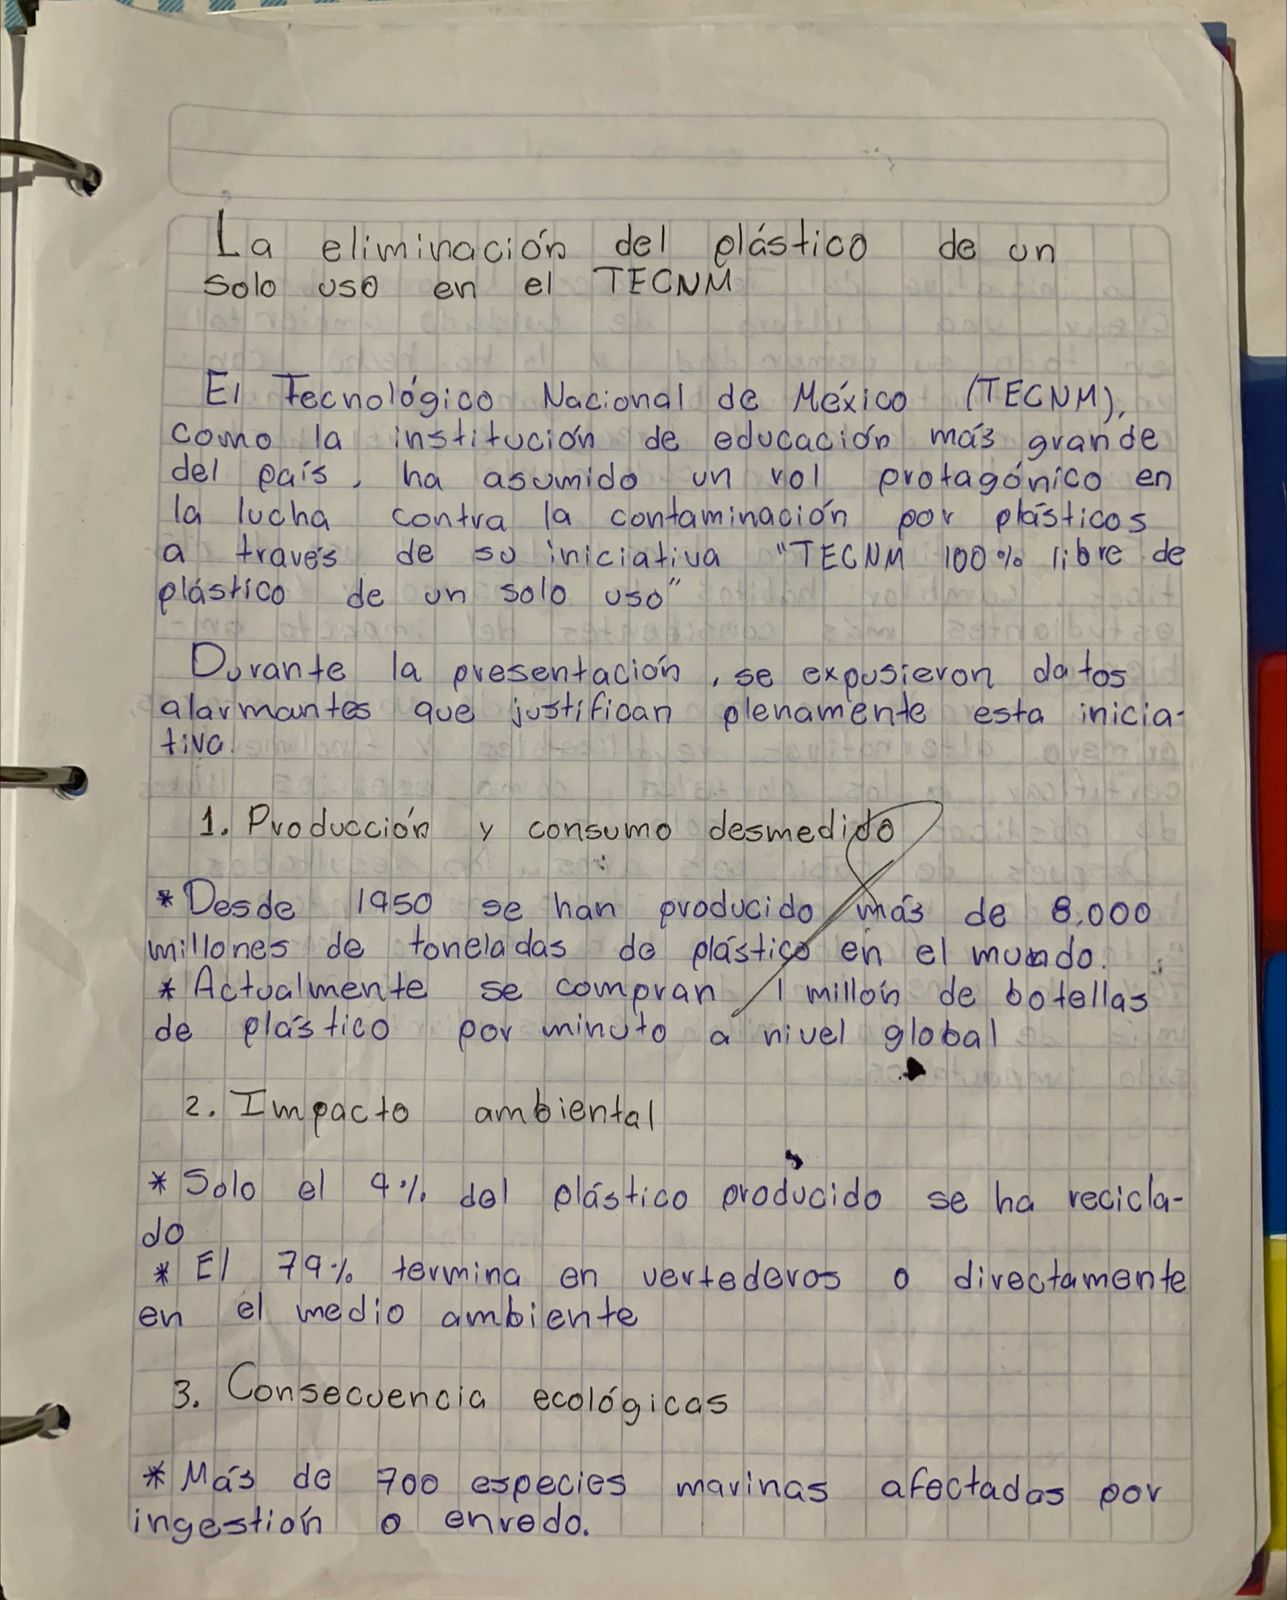 La eliminación del plástico de un
solo uso en el TECNM
El Tecnológico Nacional de México (TECNM),
como la institución de educación más grande
del país, ha asumido un rol protagónico en
la lucha contra la contaminación por plásticos
a través de su iniciativa "TECNM 100% libre de
plástico de un solo uso"
Durante la presentación, se expusieron datos
alarmantes que justifican plenamente esta inicia-
tiva.
1. Producción y consumo desmedido
* Desde 1950 se han producido más de 8,000
millones de toneladas de plástico en el mundo.
* Actualmente se compran 1 millón de botellas
de plástico por minuto a nivel global
2. Impacto ambiental
* Solo el 9% del plástico producido se ha recicla-
do
* El 79% termina en vertederos o directamente
en el medio ambiente
3. Consecuencia ecológicas
* Más de 700 especies marinas afectadas por
ingestión o enredo.